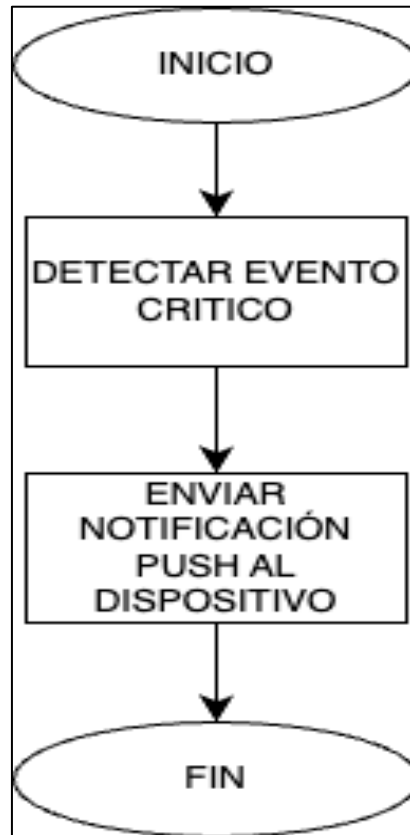 INICIO
DETECTAR EVENTO
CRITICO
ENVIAR
NOTIFICACIÓN
PUSH AL
DISPOSITIVO
FIN